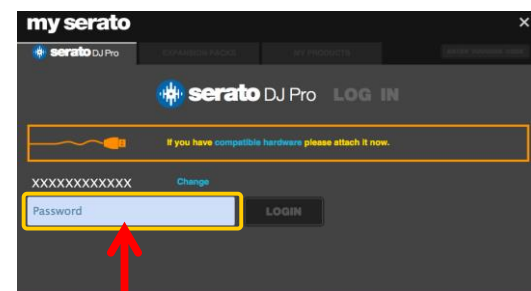 my serato
×
serato DJ Pro
EXPANSION PACKS
MY PRODUCTS
serato DJ Pro LOG IN
If you have compatible hardware please attach it now.
XXXXXXXXXXXX
Change
Password
LOGIN